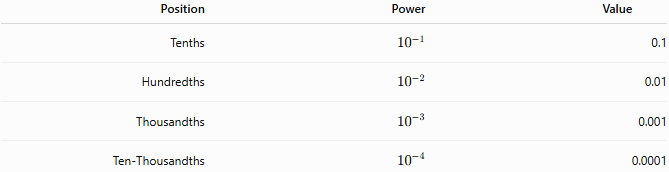 Position Power Value
Tenths 10⁻¹ 0.1
Hundredths 10⁻² 0.01
Thousandths 10⁻³ 0.001
Ten-Thousandths 10⁻⁴ 0.0001